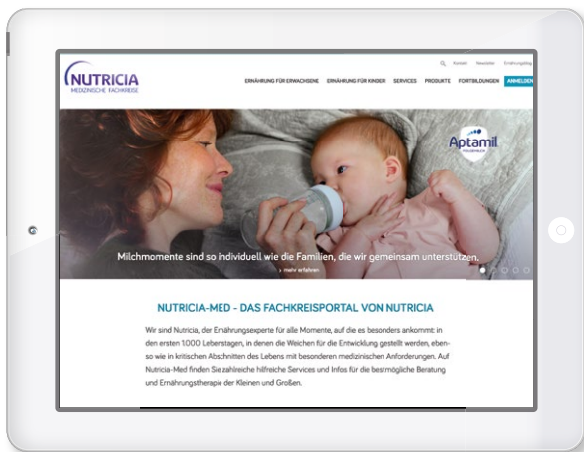 NUTRICIA
MEDIZINISCHE FACHKREISE
Kontakt Newsletter Ernährungsblog
ERNÄHRUNG FÜR ERWACHSENE ERNÄHRUNG FÜR KINDER SERVICES PRODUKTE FORTBILDUNGEN ANMELDEN
Aptamil
Milchmomente sind so individuell wie die Familien, die wir gemeinsam unterstützen.
› mehr erfahren
NUTRICIA-MED - DAS FACHKREISPORTAL VON NUTRICIA
Wir sind Nutricia, der Ernährungsexperte für alle Momente, auf die es besonders ankommt: in
den ersten 1.000 Leberstagen, in denen die Weichen für die Entwicklung gestellt werden, eben-
so wie in kritischen Abschnitten des Lebens mit besonderen medizinischen Anforderungen. Auf
Nutricia-Med finden Sie zahlreiche hilfreiche Services und Infos für die bestmögliche Beratung
und Ernährungstherapie der Kleinen und Großen.